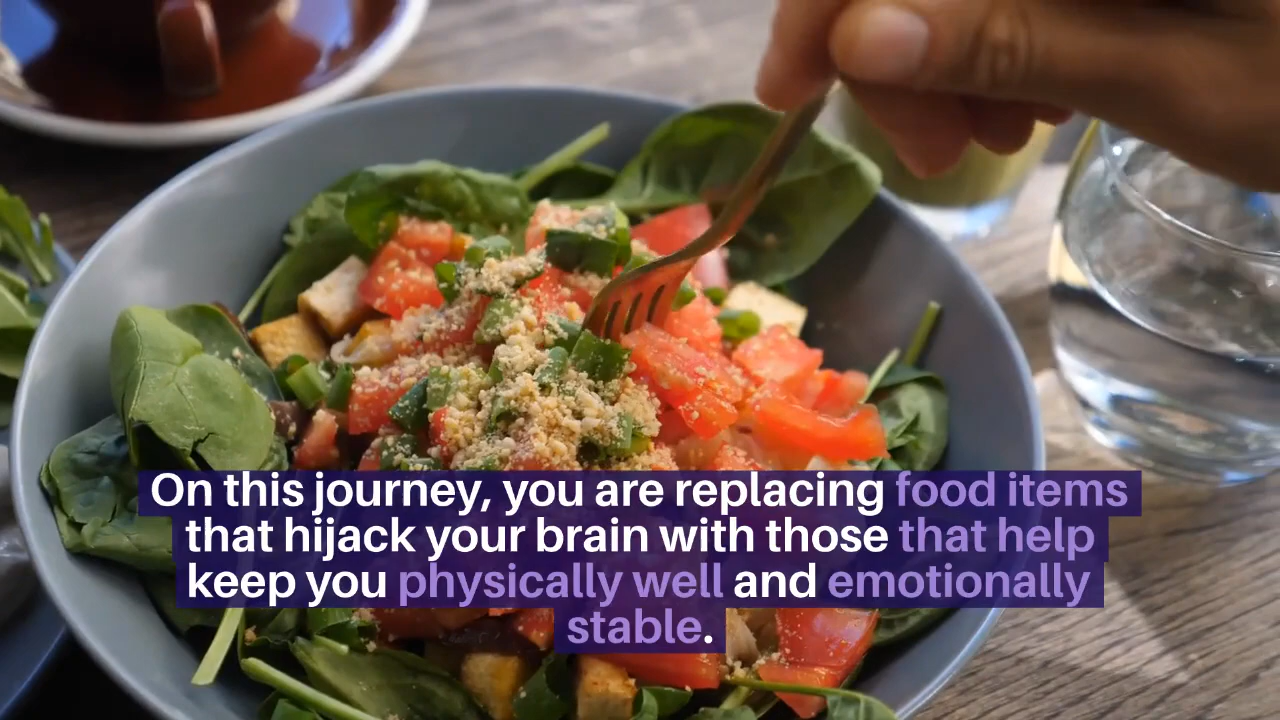 On this journey, you are replacing food items
that hijack your brain with those that help
keep you physically well and emotionally
stable.